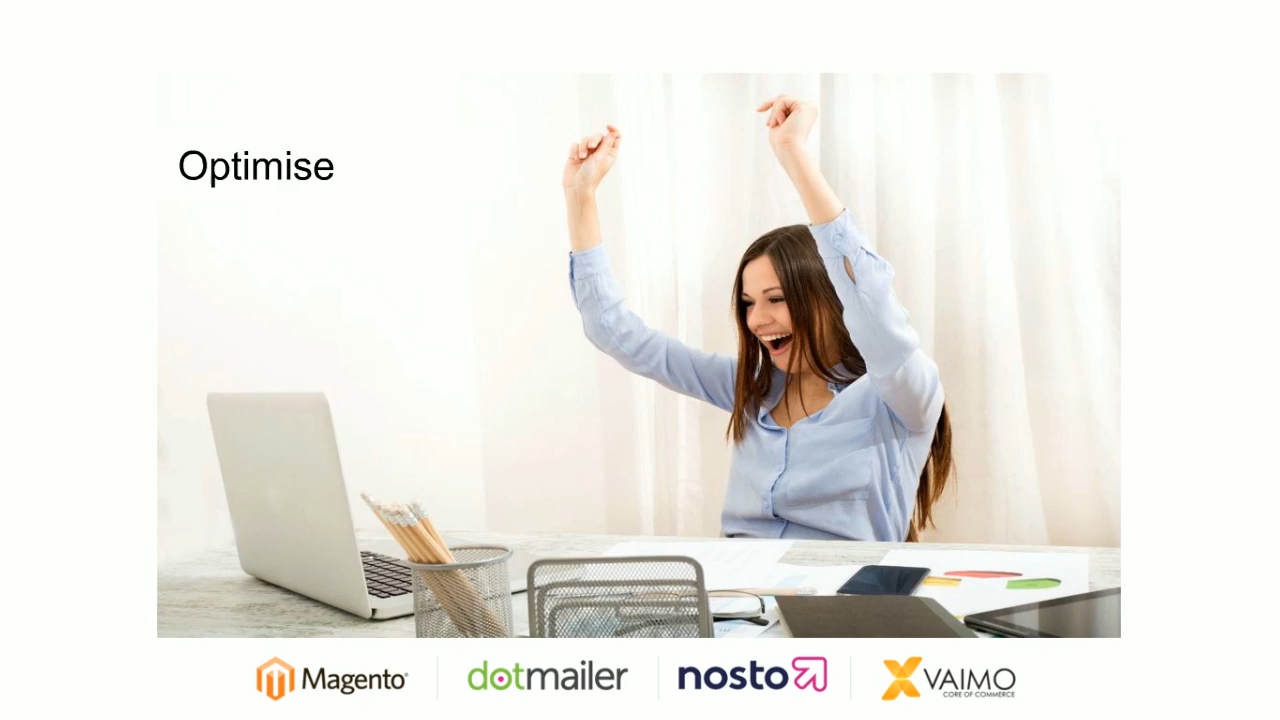 Optimise
Magento®
dotmailer
nosto
VAIMO
CORE OF COMMERCE